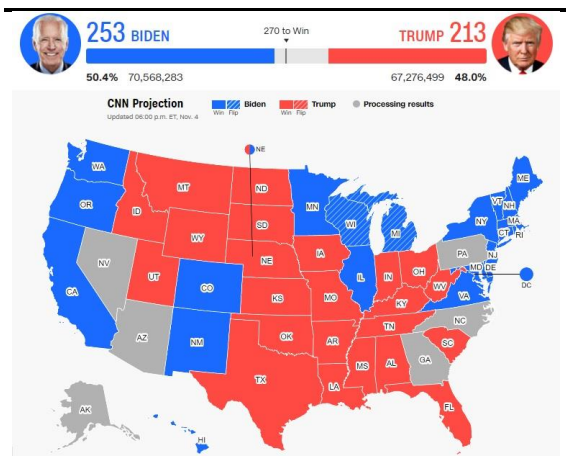 253 BIDEN
270 to Win
TRUMP 213
50.4% 70,568,283
67,276,499 48.0%
CNN Projection
Updated 06:00 p.m. ET, Nov. 4
Biden
Win Flip
Trump
Win Flip
Processing results
NE
WA
ME
MT
ND
VT
NH
OR
MN
ID
SD
WI
NY
MA
MI
CT
RI
WY
IA
PA
NJ
NE
OH
MD
DE
NV
IL
IN
DC
UT
WV
CA
CO
VA
KS
MO
KY
NC
TN
AZ
OK
NM
AR
SC
MS
AL
GA
TX
LA
AK
FL
HI